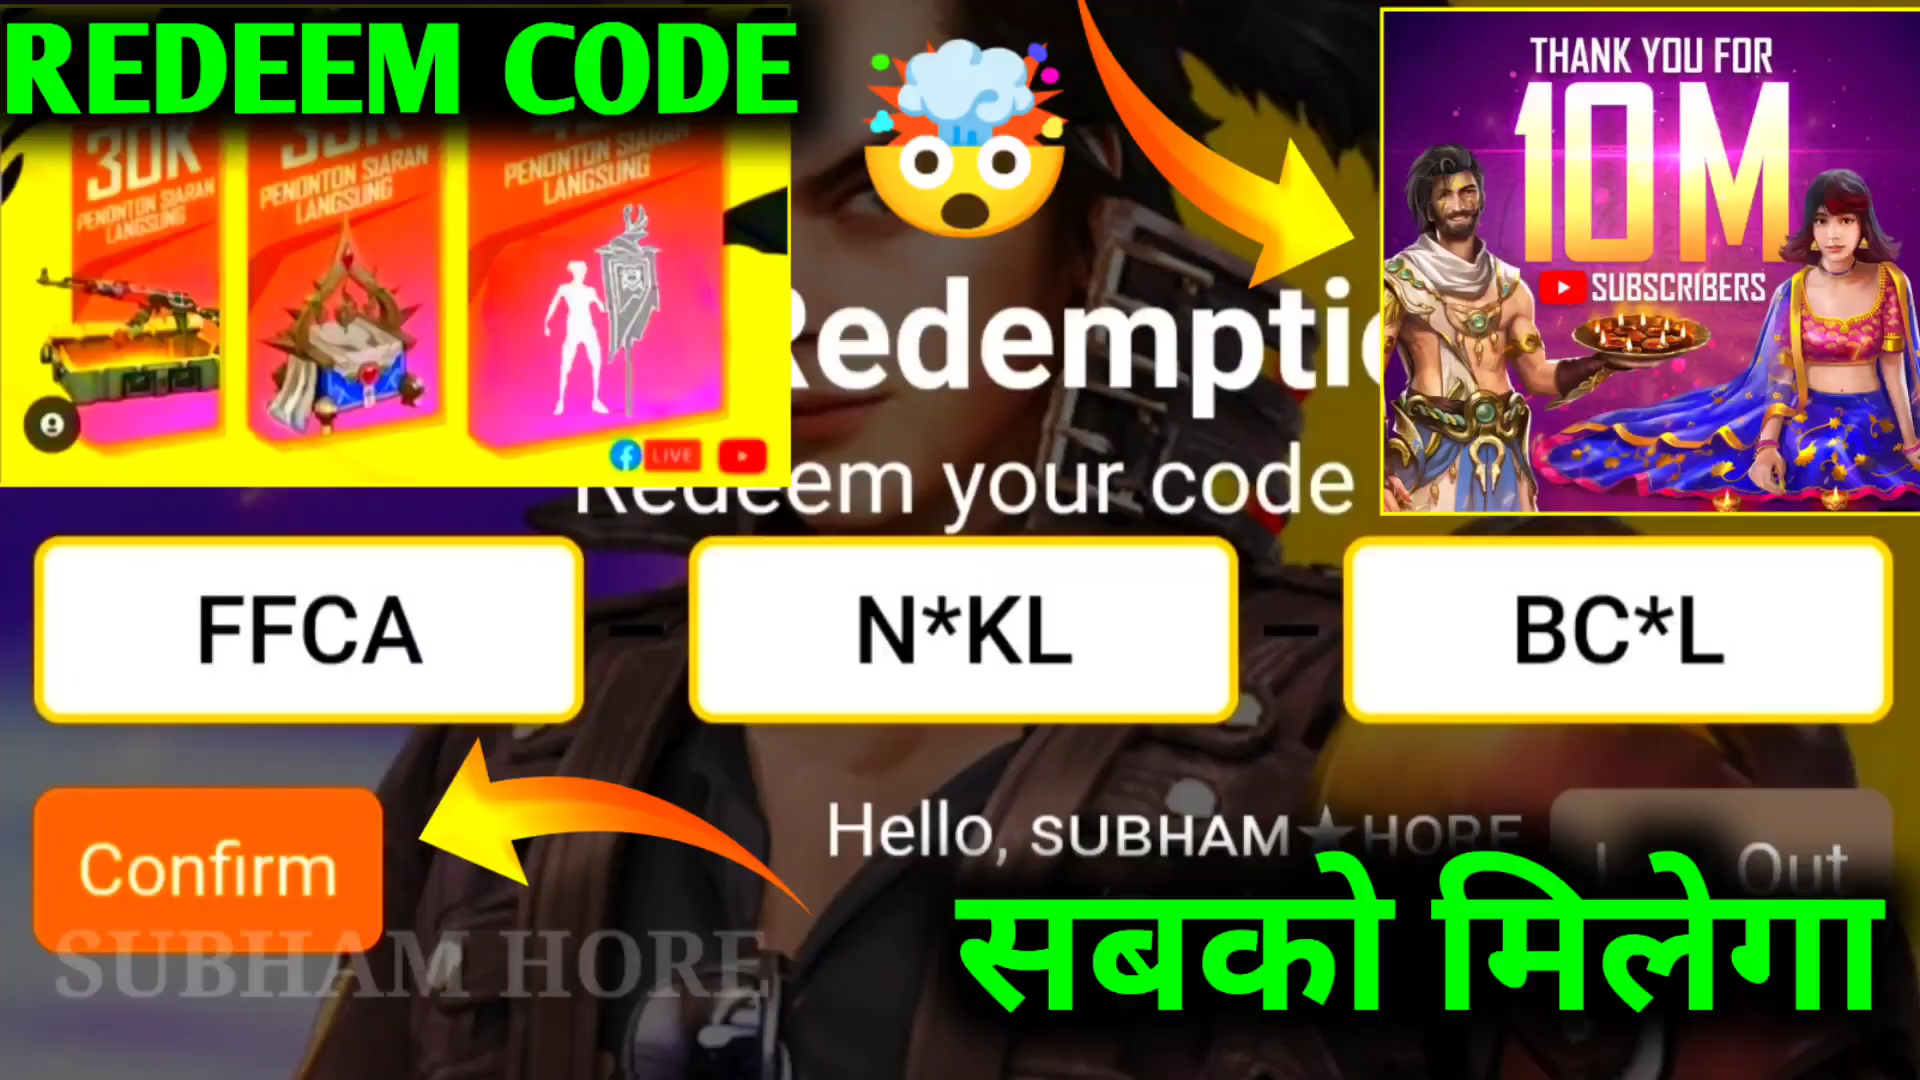 REDEEM CODE
30K
PENONTON SIARAN
LANGSUNG
PENONTON SIARAN
LANGSUNG
PENONTON SIARAN
LANGSUNG
LIVE
THANK YOU FOR
10M
SUBSCRIBERS
Redemptio
Redeem your code
FFCA - N*KL - BC*L
Confirm
Hello, SUBHAM★HORE
Out
SUBHAM HORE
सबको मिलेगा